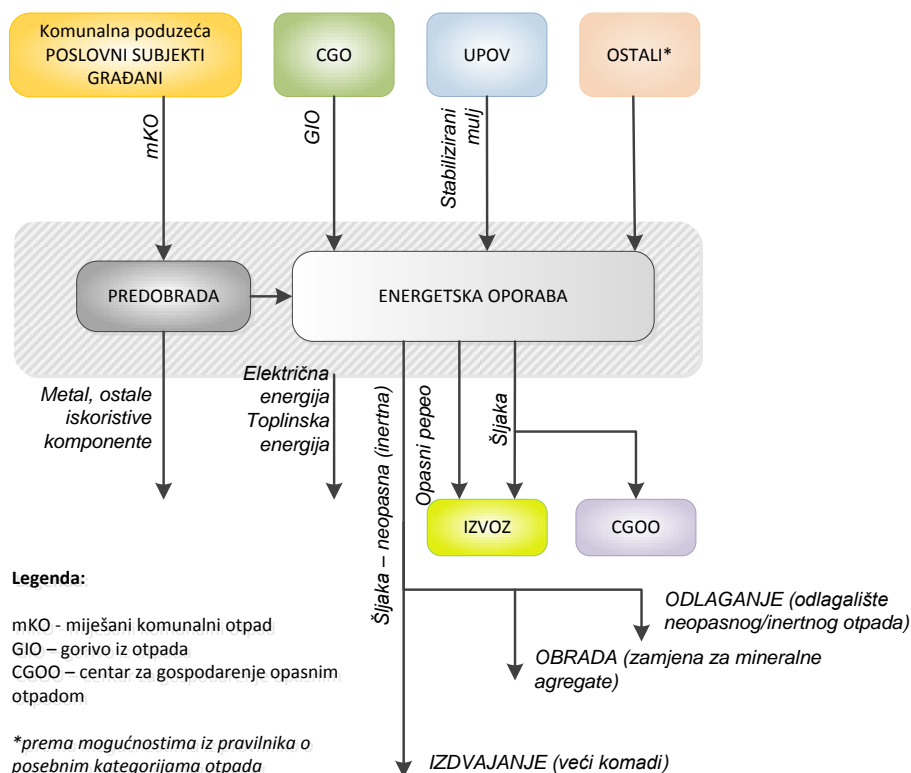 Komunalna poduzeća
POSLOVNI SUBJEKTI
GRAĐANI
CGO
UPOV
OSTALI*
mKO
GIO
Stabilizirani
mulj
PREDOBRADA
ENERGETSKA OPORABA
Metal, ostale
iskoristive
komponente
Električna
energija
Toplinska
energija
Šljaka – neopasna (inertna)
Opasni pepeo
Šljaka
IZVOZ
CGOO
ODLAGANJE (odlagalište
neopasnog/inertnog otpada)
OBRADA (zamjena za mineralne
agregate)
IZDVAJANJE (veći komadi)
Legenda:
mKO - miješani komunalni otpad
GIO – gorivo iz otpada
CGOO – centar za gospodarenje opasnim
otpadom
*prema mogućnostima iz pravilnika o
posebnim kategorijama otpada